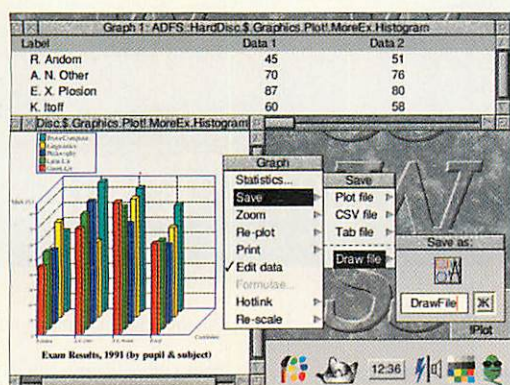 Graph 1: ADFS::HardDisc.$.Graphics.Plot!.MoreEx.Histogram
Label Data 1 Data 2
R. Andom 45 51
A. N. Other 70 76
E. X. Plosion 87 80
K. Itoff 60 58
Disc.$.Graphics.Plot!.MoreEx.Histogram
Exam Results, 1991 (by pupil & subject)
Graph
Statistics...
Save
Zoom
Re-plot
Print
Edit data
Formulae...
Hotlink
Re-scale
Save
Plot file
CSV file
Tab file
Draw file
Save as:
DrawFile
!Plot
12:36